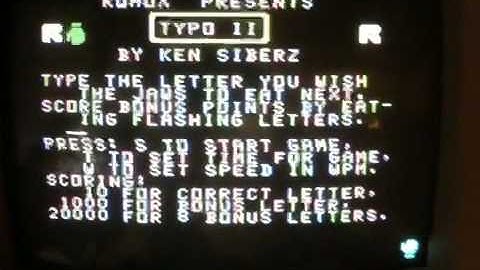 ROMOX PRESENTS
R TYPO II R
BY KEN SIBERZ
TYPE THE LETTER YOU WISH
THE JAWS TO EAT NEXT.
SCORE BONUS POINTS BY EAT-
ING FLASHING LETTERS.
PRESS: S TO START GAME,
T TO SET TIME FOR GAME,
W TO SET SPEED IN WPM.
SCORING:
10 FOR CORRECT LETTER,
1000 FOR BONUS LETTER,
20000 FOR 8 BONUS LETTERS.